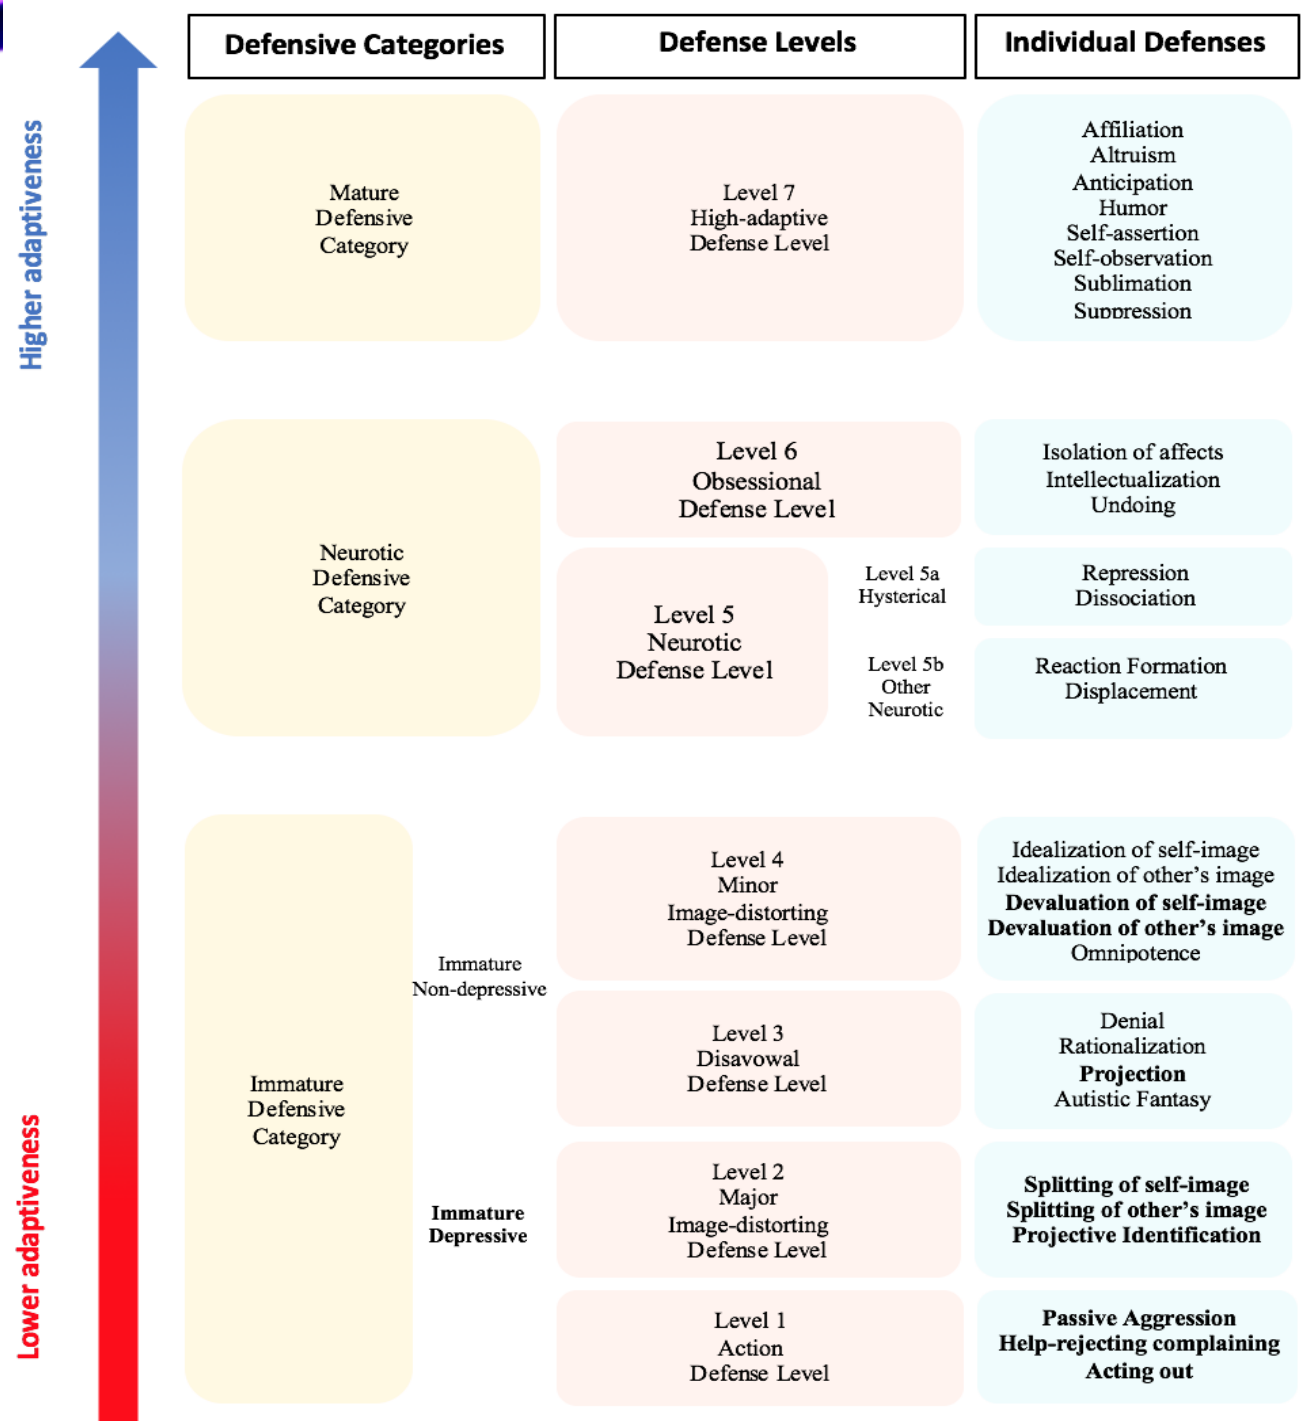 Defensive Categories
Defense Levels
Individual Defenses
Higher adaptiveness
Mature
Defensive
Category
Level 7
High-adaptive
Defense Level
Affiliation
Altruism
Anticipation
Humor
Self-assertion
Self-observation
Sublimation
Suppression
Neurotic
Defensive
Category
Level 6
Obsessional
Defense Level
Isolation of affects
Intellectualization
Undoing
Level 5
Neurotic
Defense Level
Level 5a
Hysterical
Repression
Dissociation
Level 5b
Other
Neurotic
Reaction Formation
Displacement
Lower adaptiveness
Immature
Defensive
Category
Immature
Non-depressive
Level 4
Minor
Image-distorting
Defense Level
Idealization of self-image
Idealization of other's image
Devaluation of self-image
Devaluation of other's image
Omnipotence
Level 3
Disavowal
Defense Level
Denial
Rationalization
Projection
Autistic Fantasy
Immature
Depressive
Level 2
Major
Image-distorting
Defense Level
Splitting of self-image
Splitting of other's image
Projective Identification
Level 1
Action
Defense Level
Passive Aggression
Help-rejecting complaining
Acting out